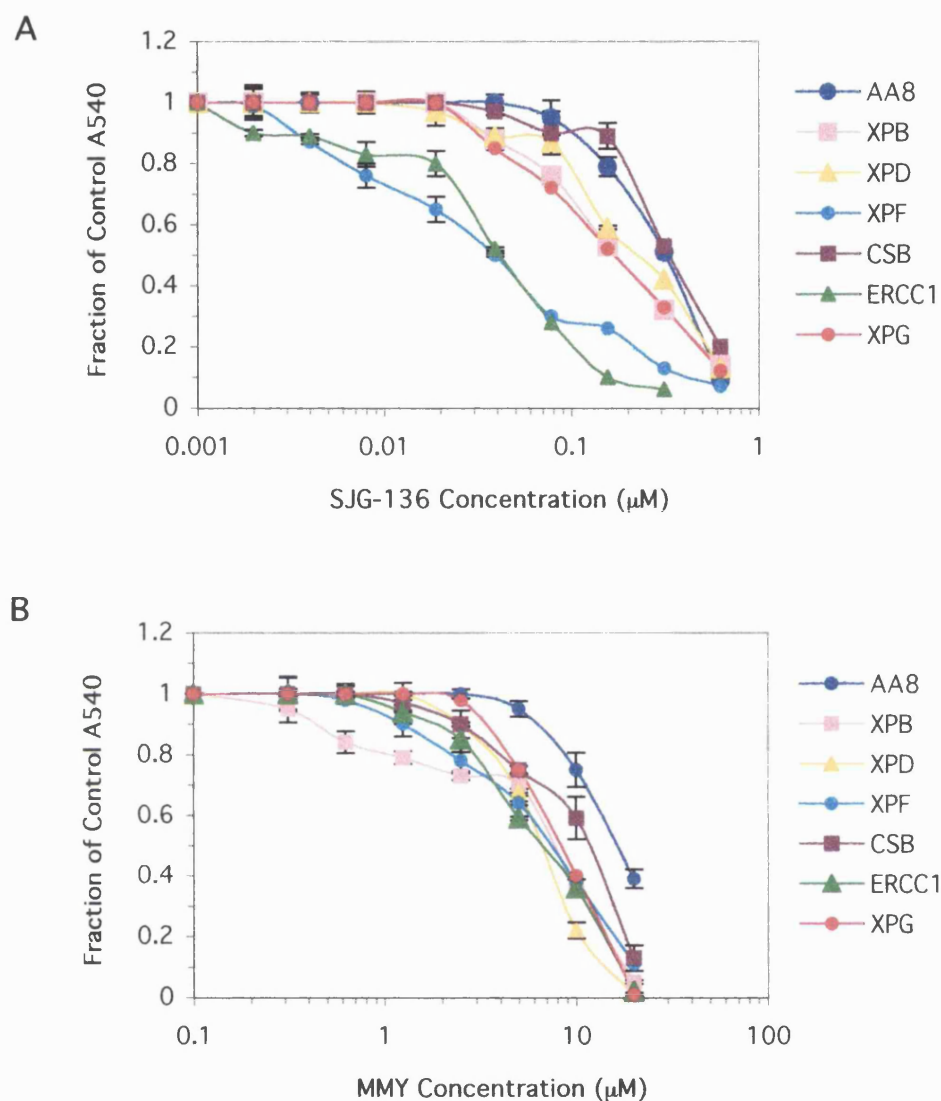 A
Fraction of Control A540
1.2
1
0.8
0.6
0.4
0.2
0
0.001
0.01
0.1
1
SJG-136 Concentration (µM)
AA8
XPB
XPD
XPF
CSB
ERCC1
XPG
B
Fraction of Control A540
1.2
1
0.8
0.6
0.4
0.2
0
0.1
1
10
100
MMY Concentration (µM)
AA8
XPB
XPD
XPF
CSB
ERCC1
XPG